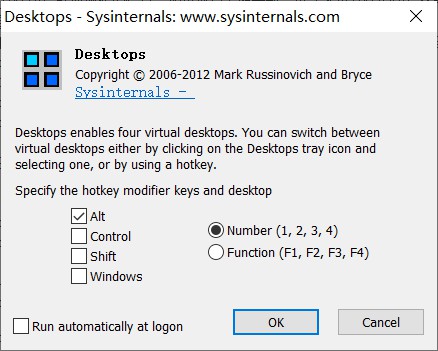 Desktops - Sysinternals: www.sysinternals.com
Desktops
Copyright © 2006-2012 Mark Russinovich and Bryce
Sysinternals -
Desktops enables four virtual desktops. You can switch between
virtual desktops either by clicking on the Desktops tray icon and
selecting one, or by using a hotkey.
Specify the hotkey modifier keys and desktop
Alt
Control
Shift
Windows
Number (1, 2, 3, 4)
Function (F1, F2, F3, F4)
Run automatically at logon
OK
Cancel